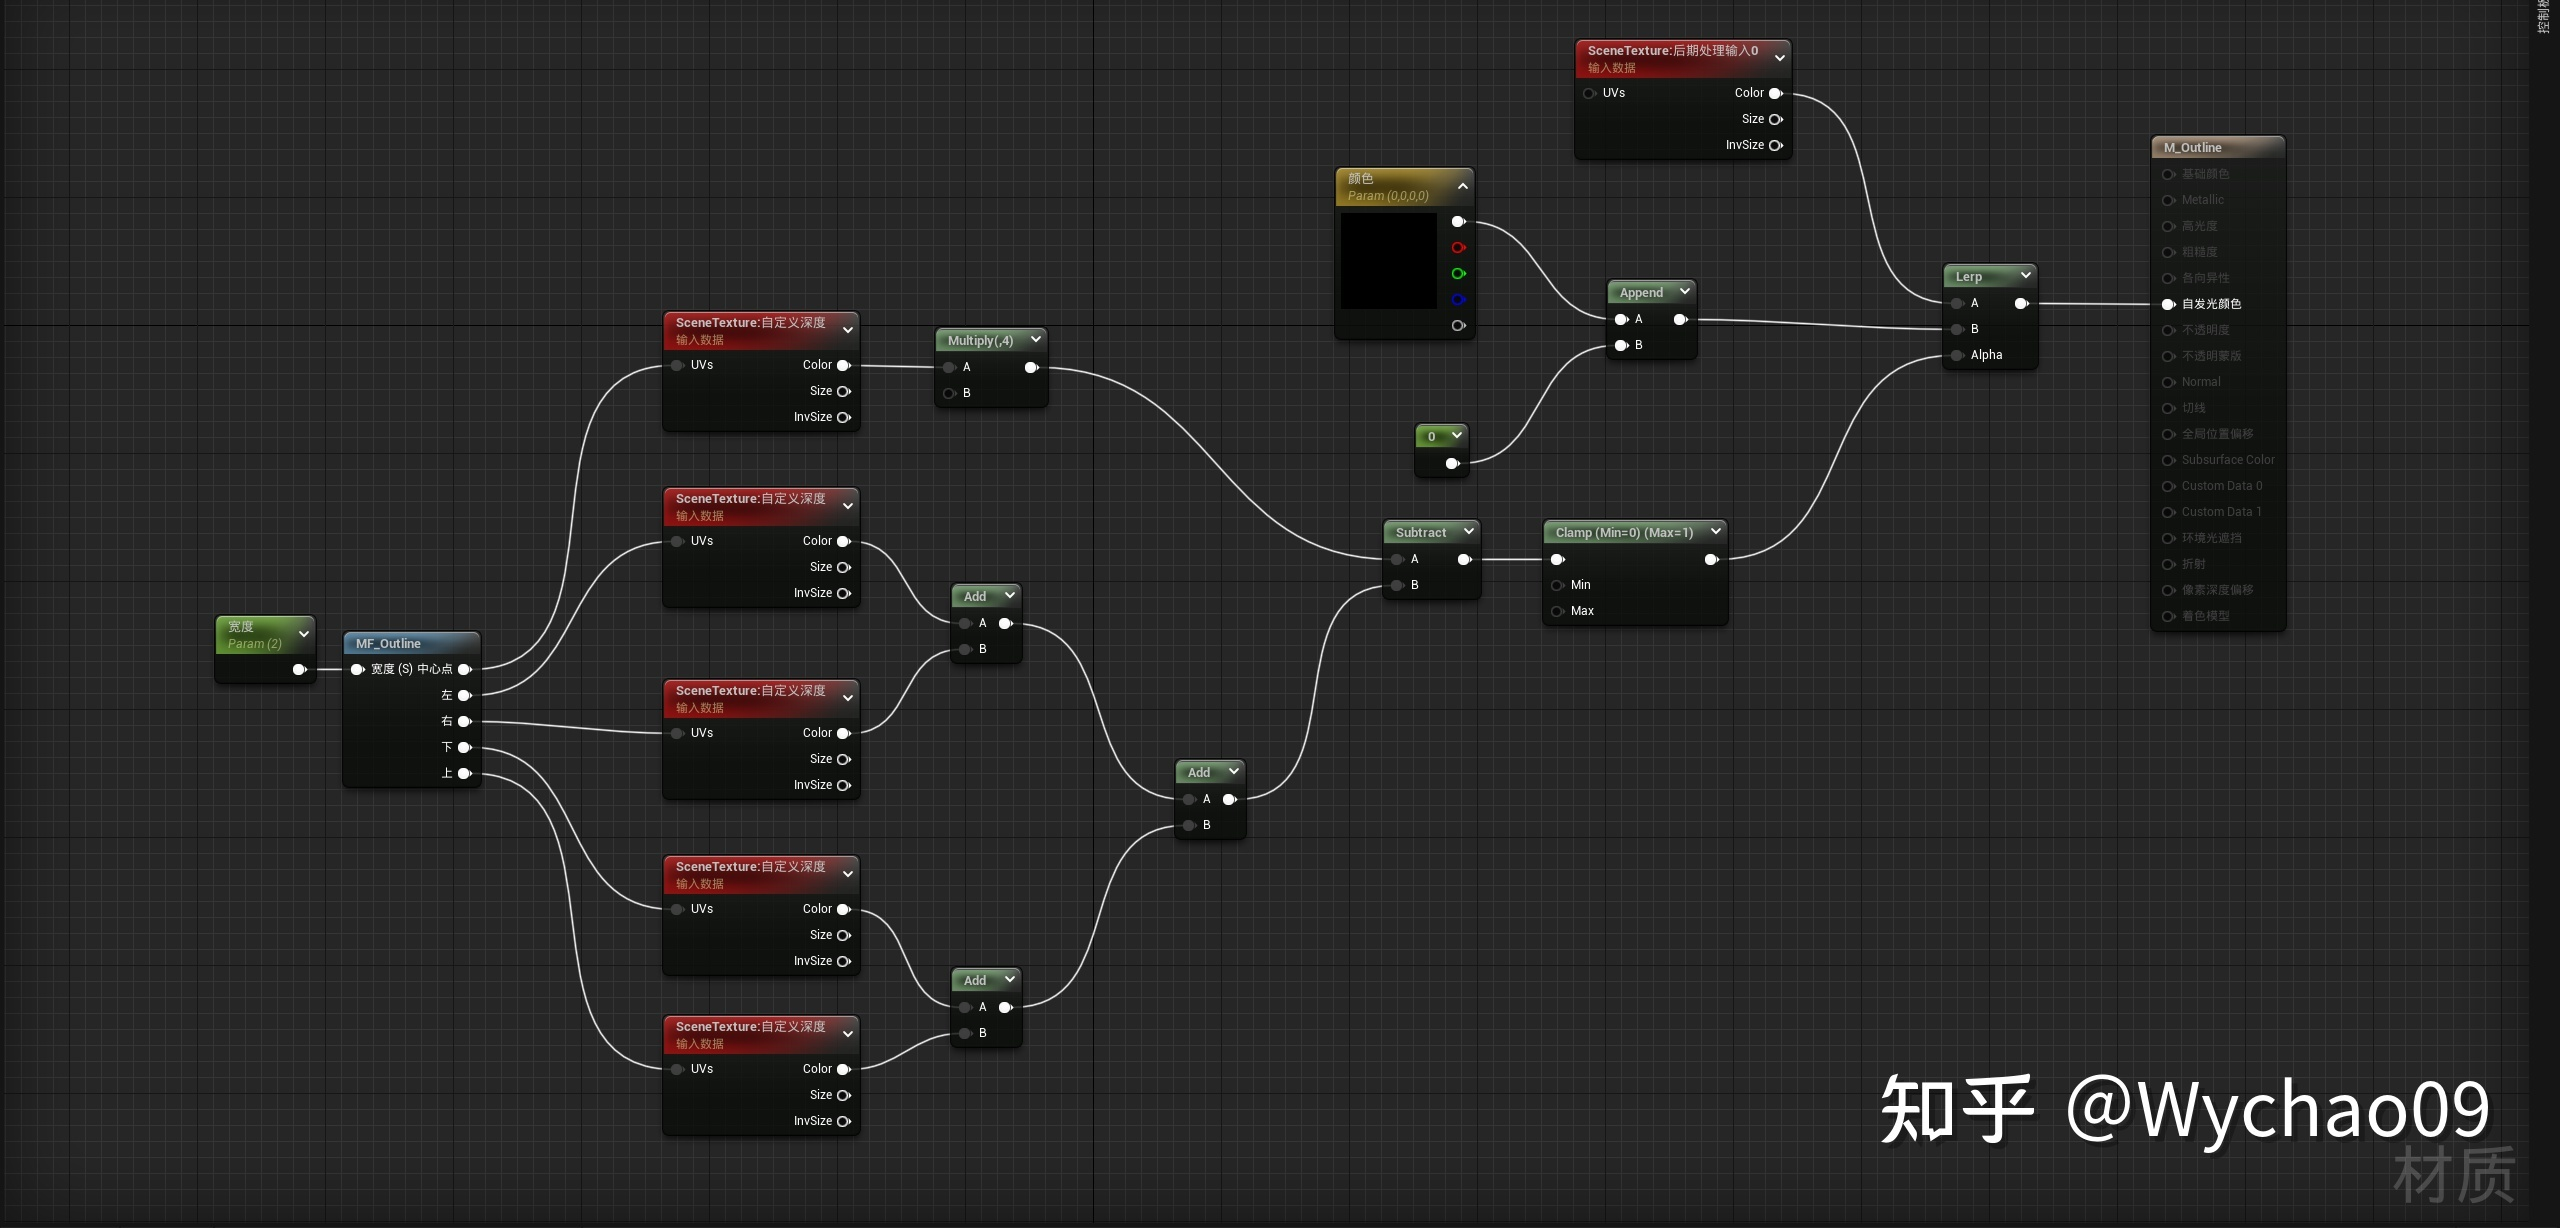 控制板
SceneTexture:后期处理输入0
输入数据
UVs
Color
Size
InvSize
M_Outline
基础颜色
Metallic
高光度
粗糙度
各向异性
自发光颜色
不透明度
不透明蒙版
Normal
切线
全局位置偏移
Subsurface Color
Custom Data 0
Custom Data 1
环境光遮挡
折射
像素深度偏移
着色模型
颜色
Param (0,0,0,0)
Append
A
B
Lerp
A
B
Alpha
0
SceneTexture:自定义深度
输入数据
UVs
Color
Size
InvSize
Multiply(,4)
A
B
SceneTexture:自定义深度
输入数据
UVs
Color
Size
InvSize
Subtract
A
B
Clamp (Min=0) (Max=1)
Min
Max
Add
A
B
宽度
Param (2)
MF_Outline
宽度 (S) 中心点
左
右
下
上
SceneTexture:自定义深度
输入数据
UVs
Color
Size
InvSize
Add
A
B
SceneTexture:自定义深度
输入数据
UVs
Color
Size
InvSize
Add
A
B
SceneTexture:自定义深度
输入数据
UVs
Color
Size
InvSize
知乎 @Wychao09
材质